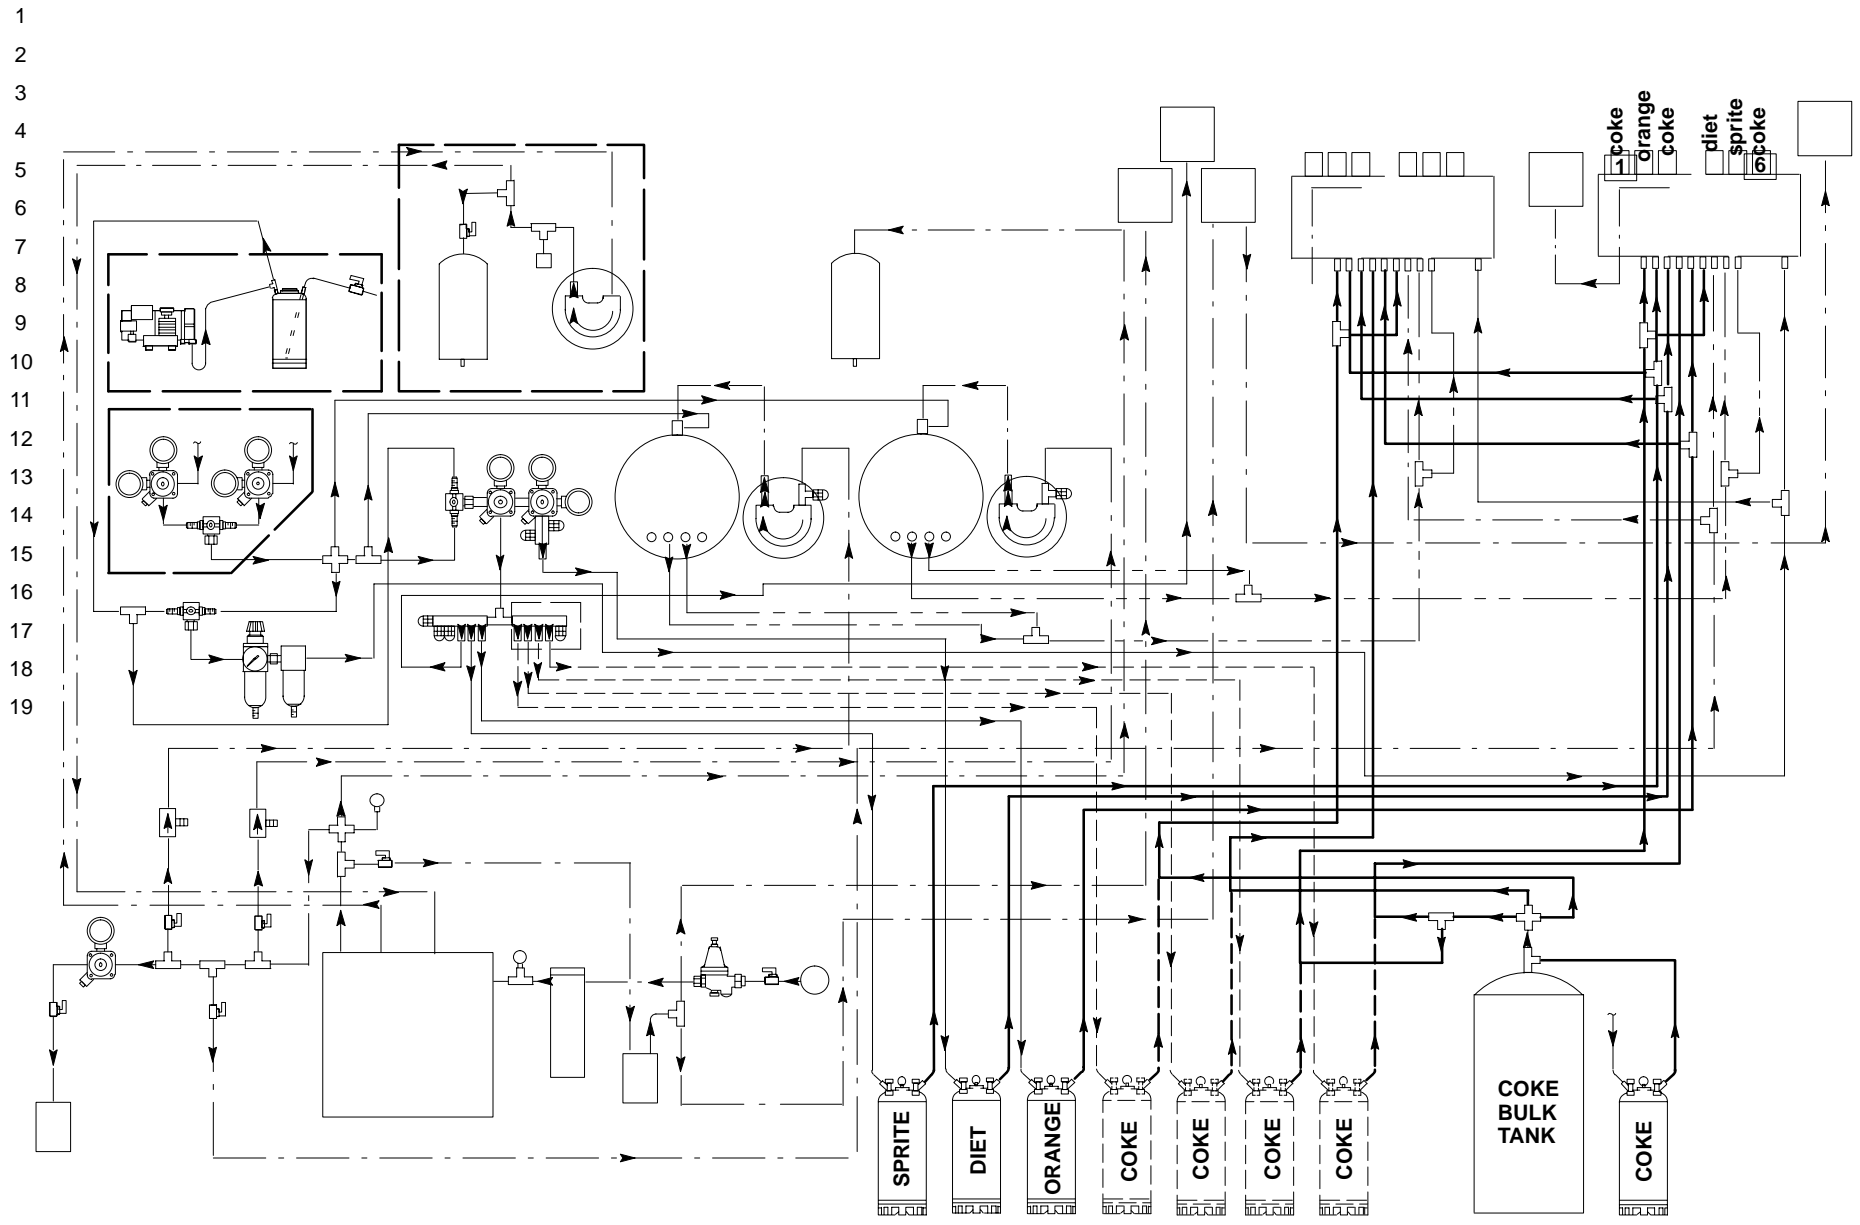 1
2
3
4
5
6
7
8
9
10
11
12
13
14
15
16
17
18
19
coke
orange
coke
diet
sprite
coke
1
6
SPRITE
DIET
ORANGE
COKE
COKE
COKE
COKE
COKE
BULK
TANK
COKE